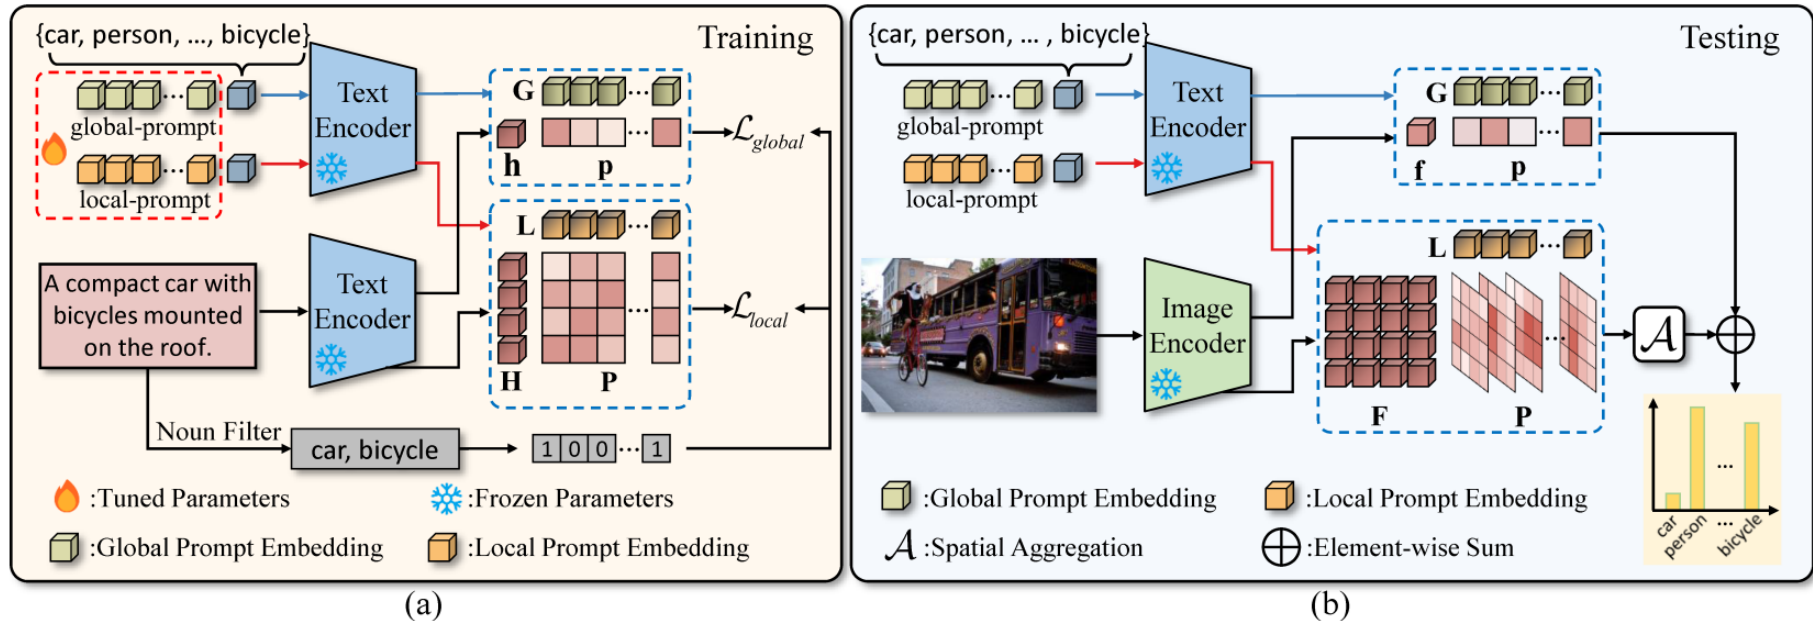 {car, person, ..., bicycle}
Training
global-prompt
local-prompt
Text
Encoder
G
h
p
L_global
L
H
P
L_local
A compact car with
bicycles mounted
on the roof.
Text
Encoder
Noun Filter
car, bicycle
1 0 0 ... 1
:Tuned Parameters
:Frozen Parameters
:Global Prompt Embedding
:Local Prompt Embedding
(a)
{car, person, ... , bicycle}
Testing
global-prompt
local-prompt
Text
Encoder
G
f
p
Image
Encoder
L
F
P
A
car
person
...
bicycle
:Global Prompt Embedding
:Local Prompt Embedding
A :Spatial Aggregation
:Element-wise Sum
(b)